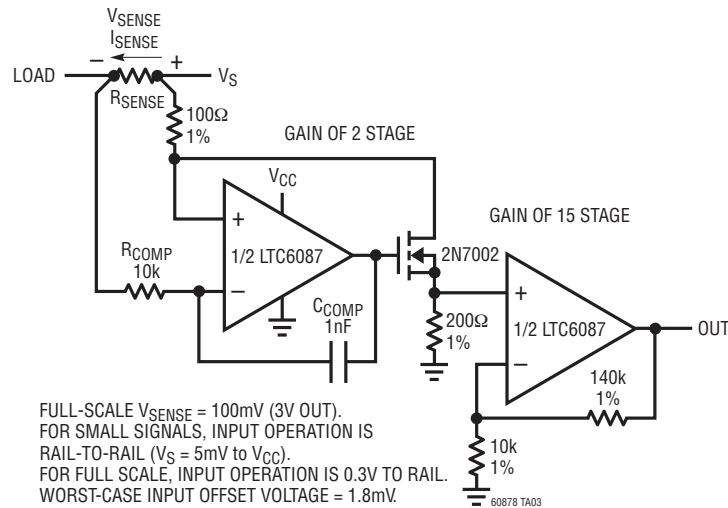 VSENSE
ISENSE
− +
LOAD
VS
RSENSE
100Ω
1%
GAIN OF 2 STAGE
VCC
GAIN OF 15 STAGE
+
1/2 LTC6087
−
2N7002
RCOMP
10k
CCOMP
1nF
200Ω
1%
+
1/2 LTC6087
−
OUT
140k
1%
10k
1%
FULL-SCALE VSENSE = 100mV (3V OUT).
FOR SMALL SIGNALS, INPUT OPERATION IS
RAIL-TO-RAIL (VS = 5mV to VCC).
FOR FULL SCALE, INPUT OPERATION IS 0.3V TO RAIL.
WORST-CASE INPUT OFFSET VOLTAGE = 1.8mV.
60878 TA03